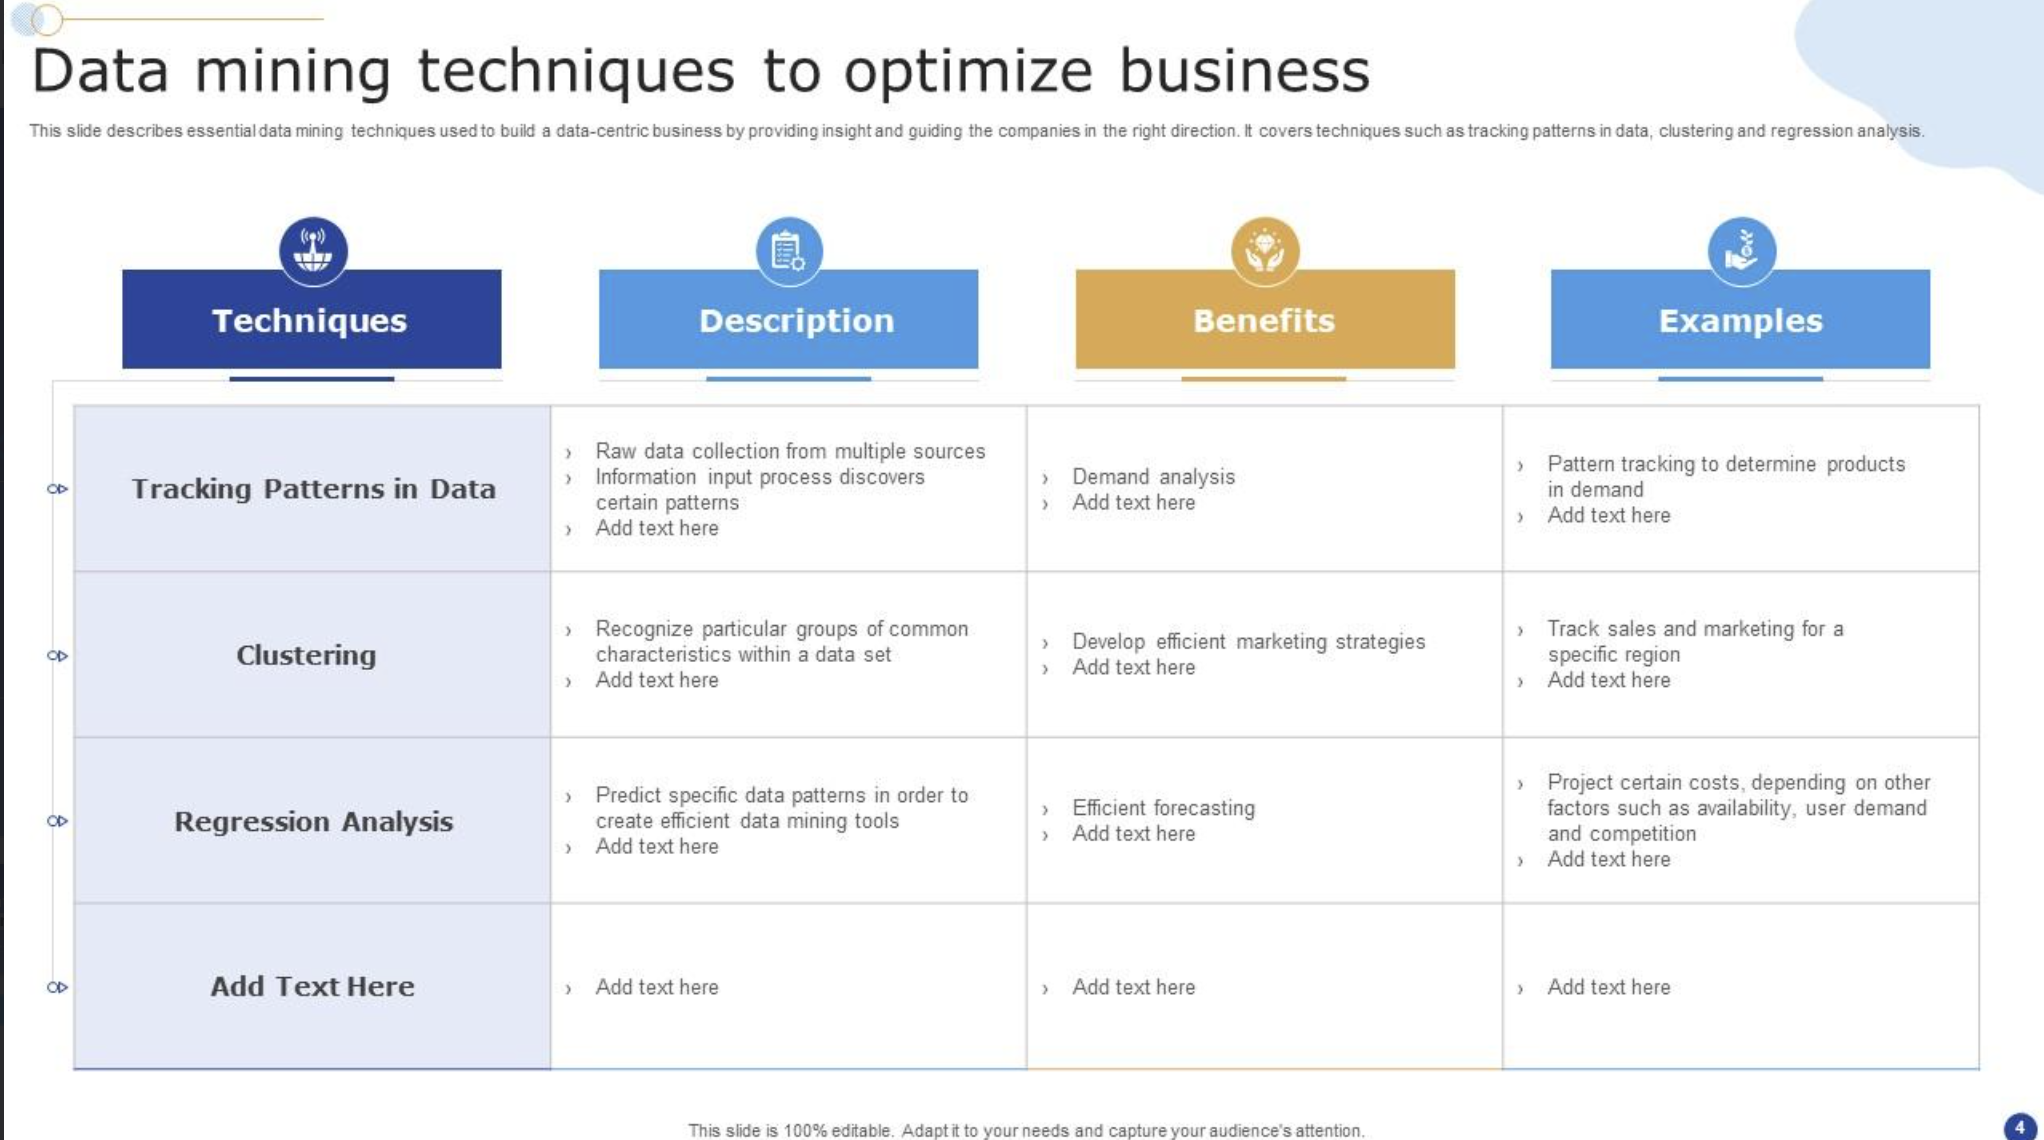 Data mining techniques to optimize business
This slide describes essential data mining techniques used to build a data-centric business by providing insight and guiding the companies in the right direction. It covers techniques such as tracking patterns in data, clustering and regression analysis.
Techniques
Description
Benefits
Examples
Tracking Patterns in Data
› Raw data collection from multiple sources
› Information input process discovers
certain patterns
› Add text here
› Demand analysis
› Add text here
› Pattern tracking to determine products
in demand
› Add text here
Clustering
› Recognize particular groups of common
characteristics within a data set
› Add text here
› Develop efficient marketing strategies
› Add text here
› Track sales and marketing for a
specific region
› Add text here
Regression Analysis
› Predict specific data patterns in order to
create efficient data mining tools
› Add text here
› Efficient forecasting
› Add text here
› Project certain costs, depending on other
factors such as availability, user demand
and competition
› Add text here
Add Text Here
› Add text here
› Add text here
› Add text here
This slide is 100% editable. Adapt it to your needs and capture your audience's attention.
4